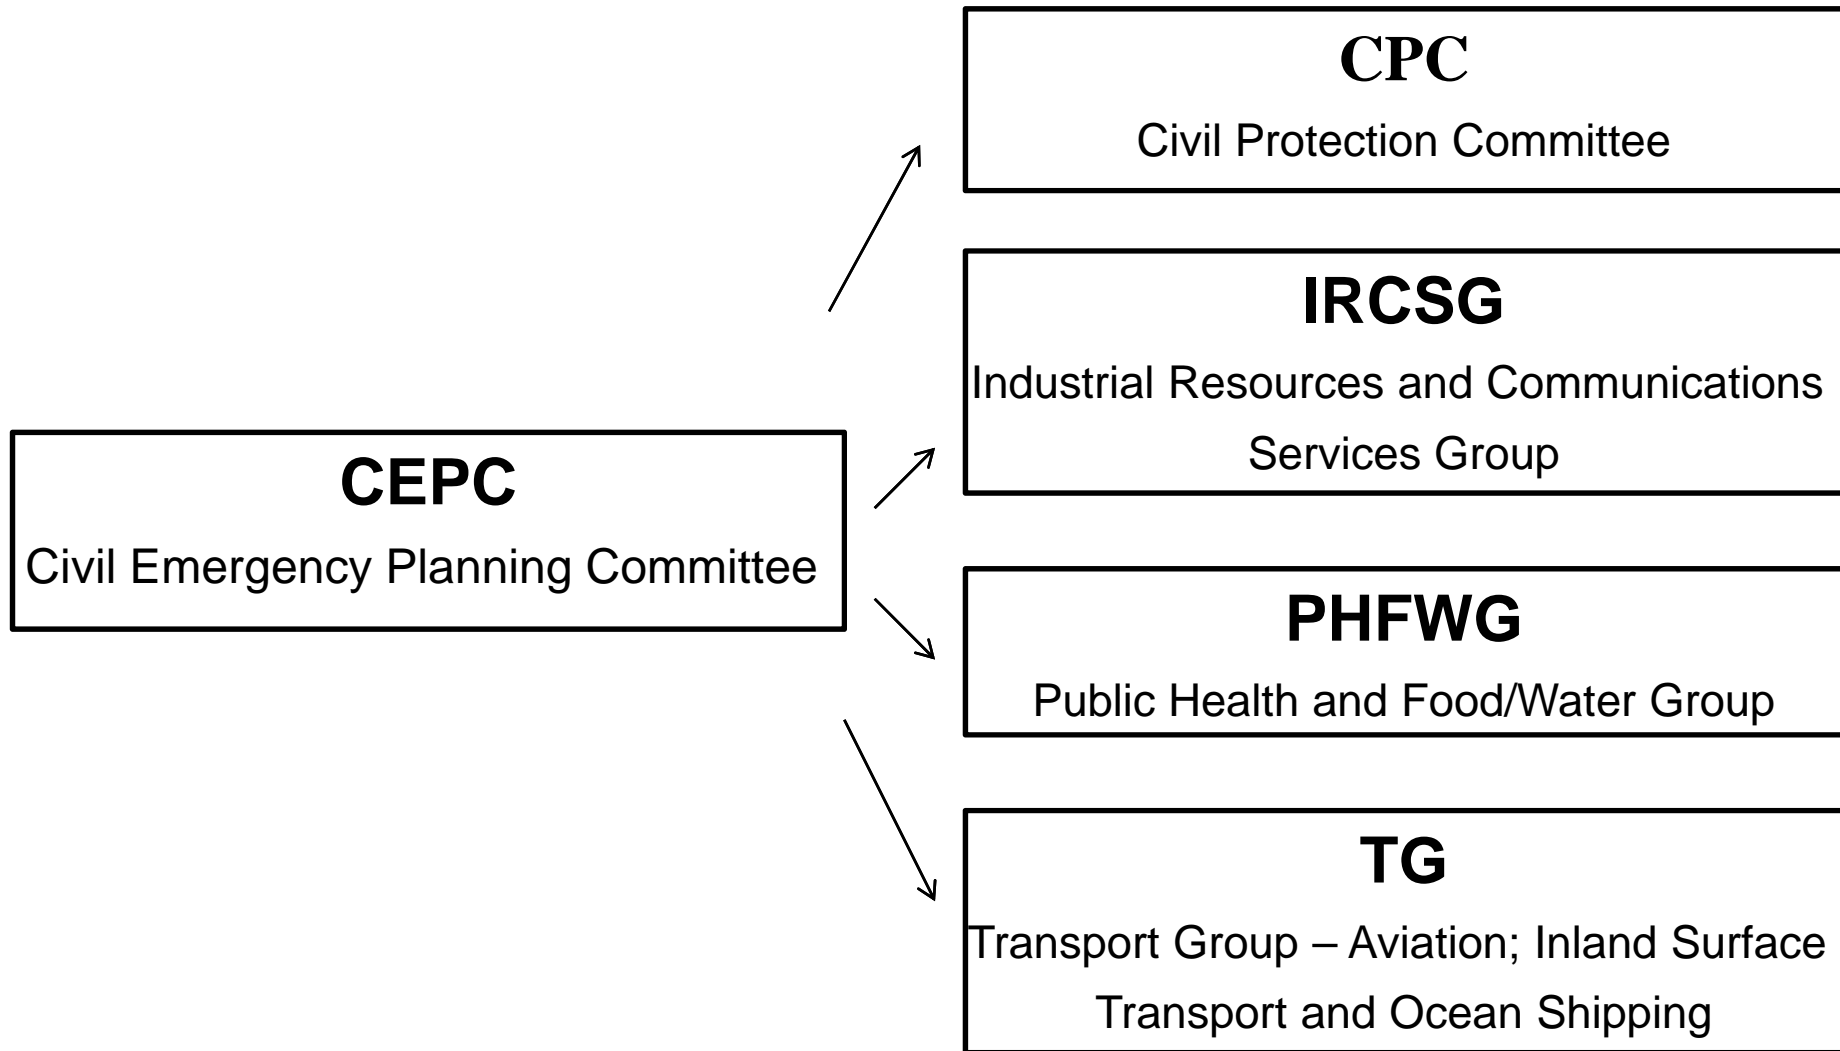 CPC
Civil Protection Committee
IRCSG
Industrial Resources and Communications
Services Group
CEPC
Civil Emergency Planning Committee
PHFWG
Public Health and Food/Water Group
TG
Transport Group – Aviation; Inland Surface
Transport and Ocean Shipping